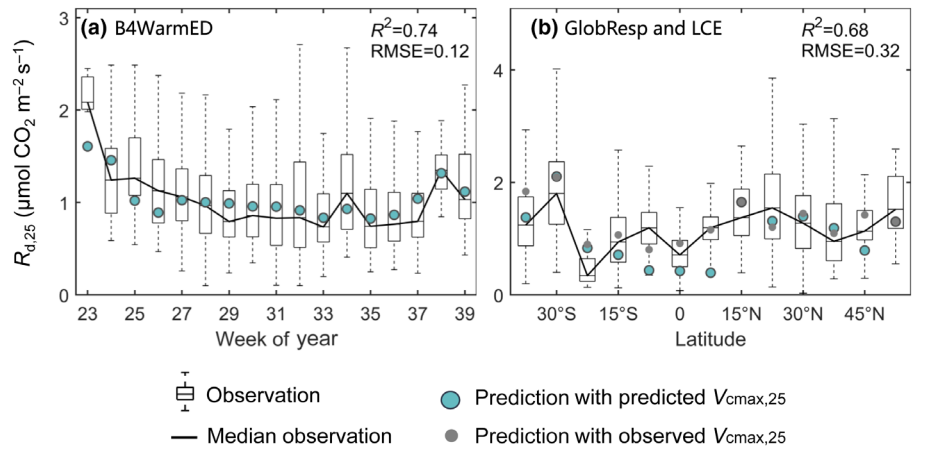 (a) B4WarmED
R²=0.74
RMSE=0.12
(b) GlobResp and LCE
R²=0.68
RMSE=0.32
Rd,25 (μmol CO₂ m⁻² s⁻¹)
3
2
1
0
4
2
0
23 25 27 29 31 33 35 37 39
30°S 15°S 0 15°N 30°N 45°N
Week of year
Latitude
Observation
Median observation
Prediction with predicted Vcmax,25
Prediction with observed Vcmax,25